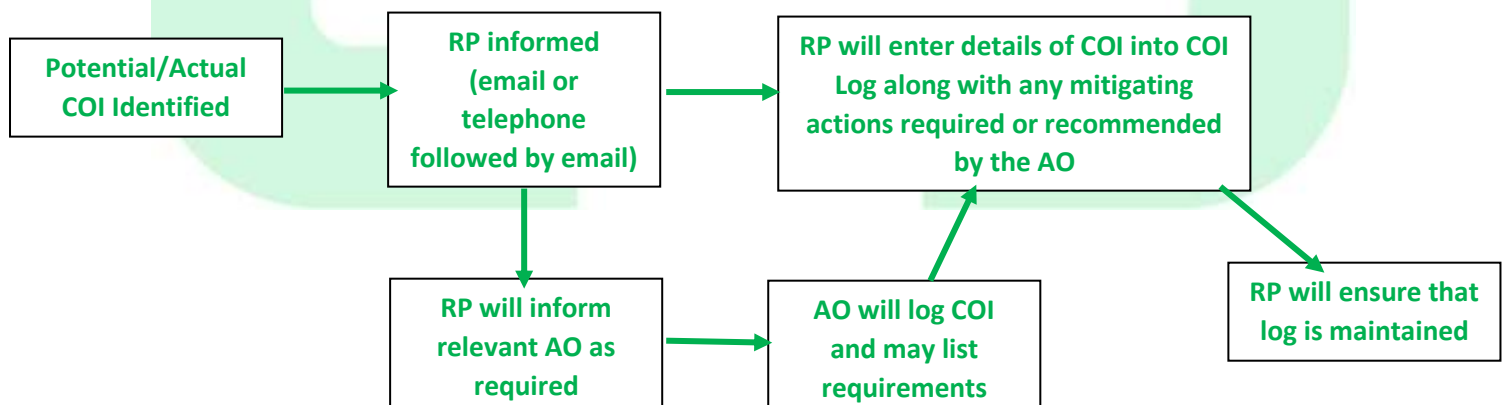 Potential/Actual
COI Identified
RP informed
(email or
telephone
followed by email)
RP will enter details of COI into COI
Log along with any mitigating
actions required or recommended
by the AO
RP will inform
relevant AO as
required
AO will log COI
and may list
requirements
RP will ensure that
log is maintained